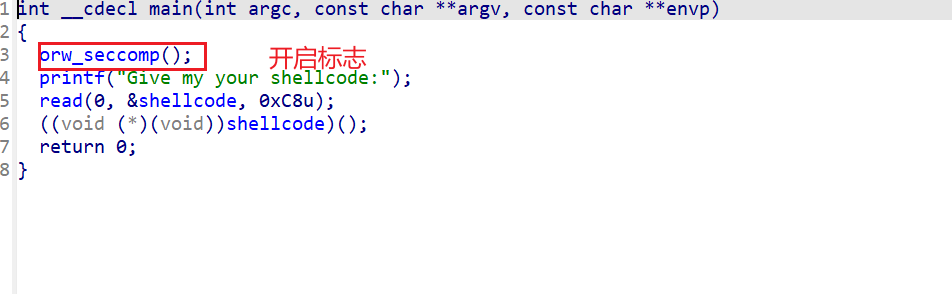 1 int __cdecl main(int argc, const char **argv, const char **envp)
2 {
3 orw_seccomp(); 开启标志
4 printf("Give my your shellcode:");
5 read(0, &shellcode, 0xC8u);
6 ((void (*)(void))shellcode)();
7 return 0;
8 }